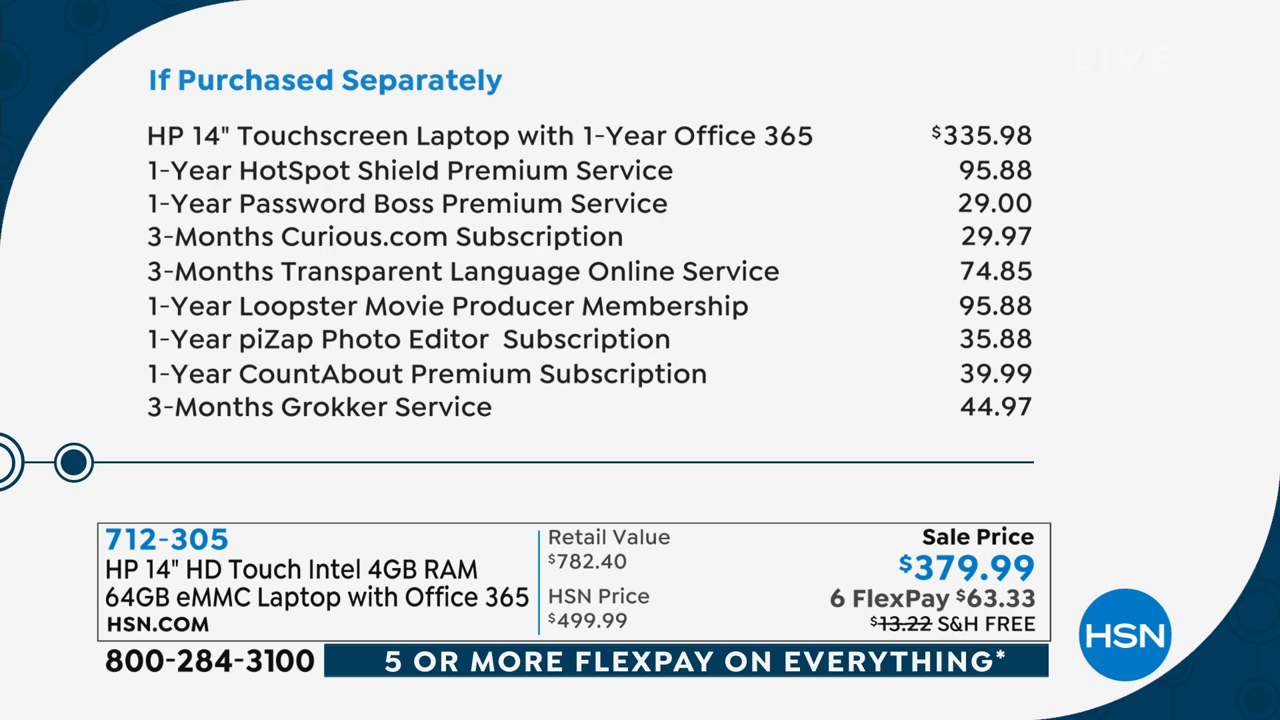 LIVE
If Purchased Separately
HP 14" Touchscreen Laptop with 1-Year Office 365 $335.98
1-Year HotSpot Shield Premium Service 95.88
1-Year Password Boss Premium Service 29.00
3-Months Curious.com Subscription 29.97
3-Months Transparent Language Online Service 74.85
1-Year Loopster Movie Producer Membership 95.88
1-Year piZap Photo Editor Subscription 35.88
1-Year CountAbout Premium Subscription 39.99
3-Months Grokker Service 44.97
712-305
HP 14" HD Touch Intel 4GB RAM
64GB eMMC Laptop with Office 365
HSN.COM
Retail Value
$782.40
HSN Price
$499.99
Sale Price
$379.99
6 FlexPay $63.33
$13.22 S&H FREE
HSN
800-284-3100
5 OR MORE FLEXPAY ON EVERYTHING*